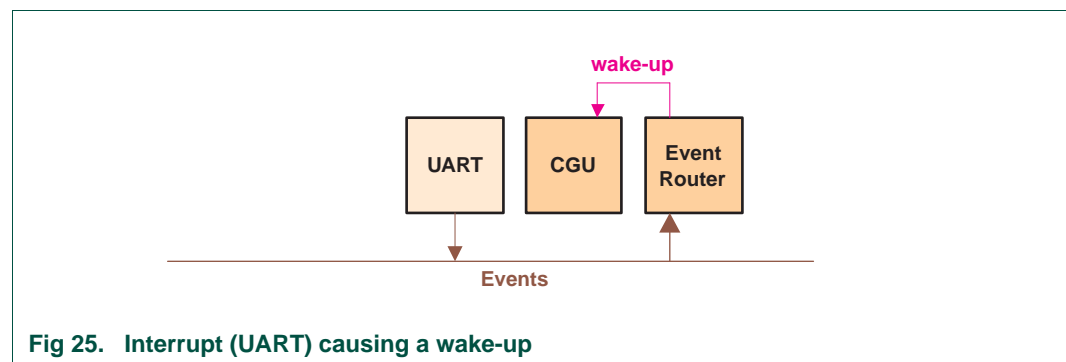 wake-up
UART
CGU
Event
Router
Events
Fig 25. Interrupt (UART) causing a wake-up